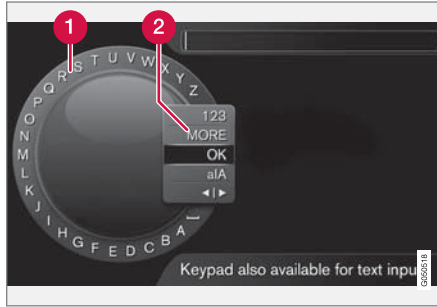 1
2
A B C D E F G H I J K L M N O P Q R S T U V W X Y Z
123
MORE
OK
a|A
◄|►
Keypad also available for text inpu
G050518